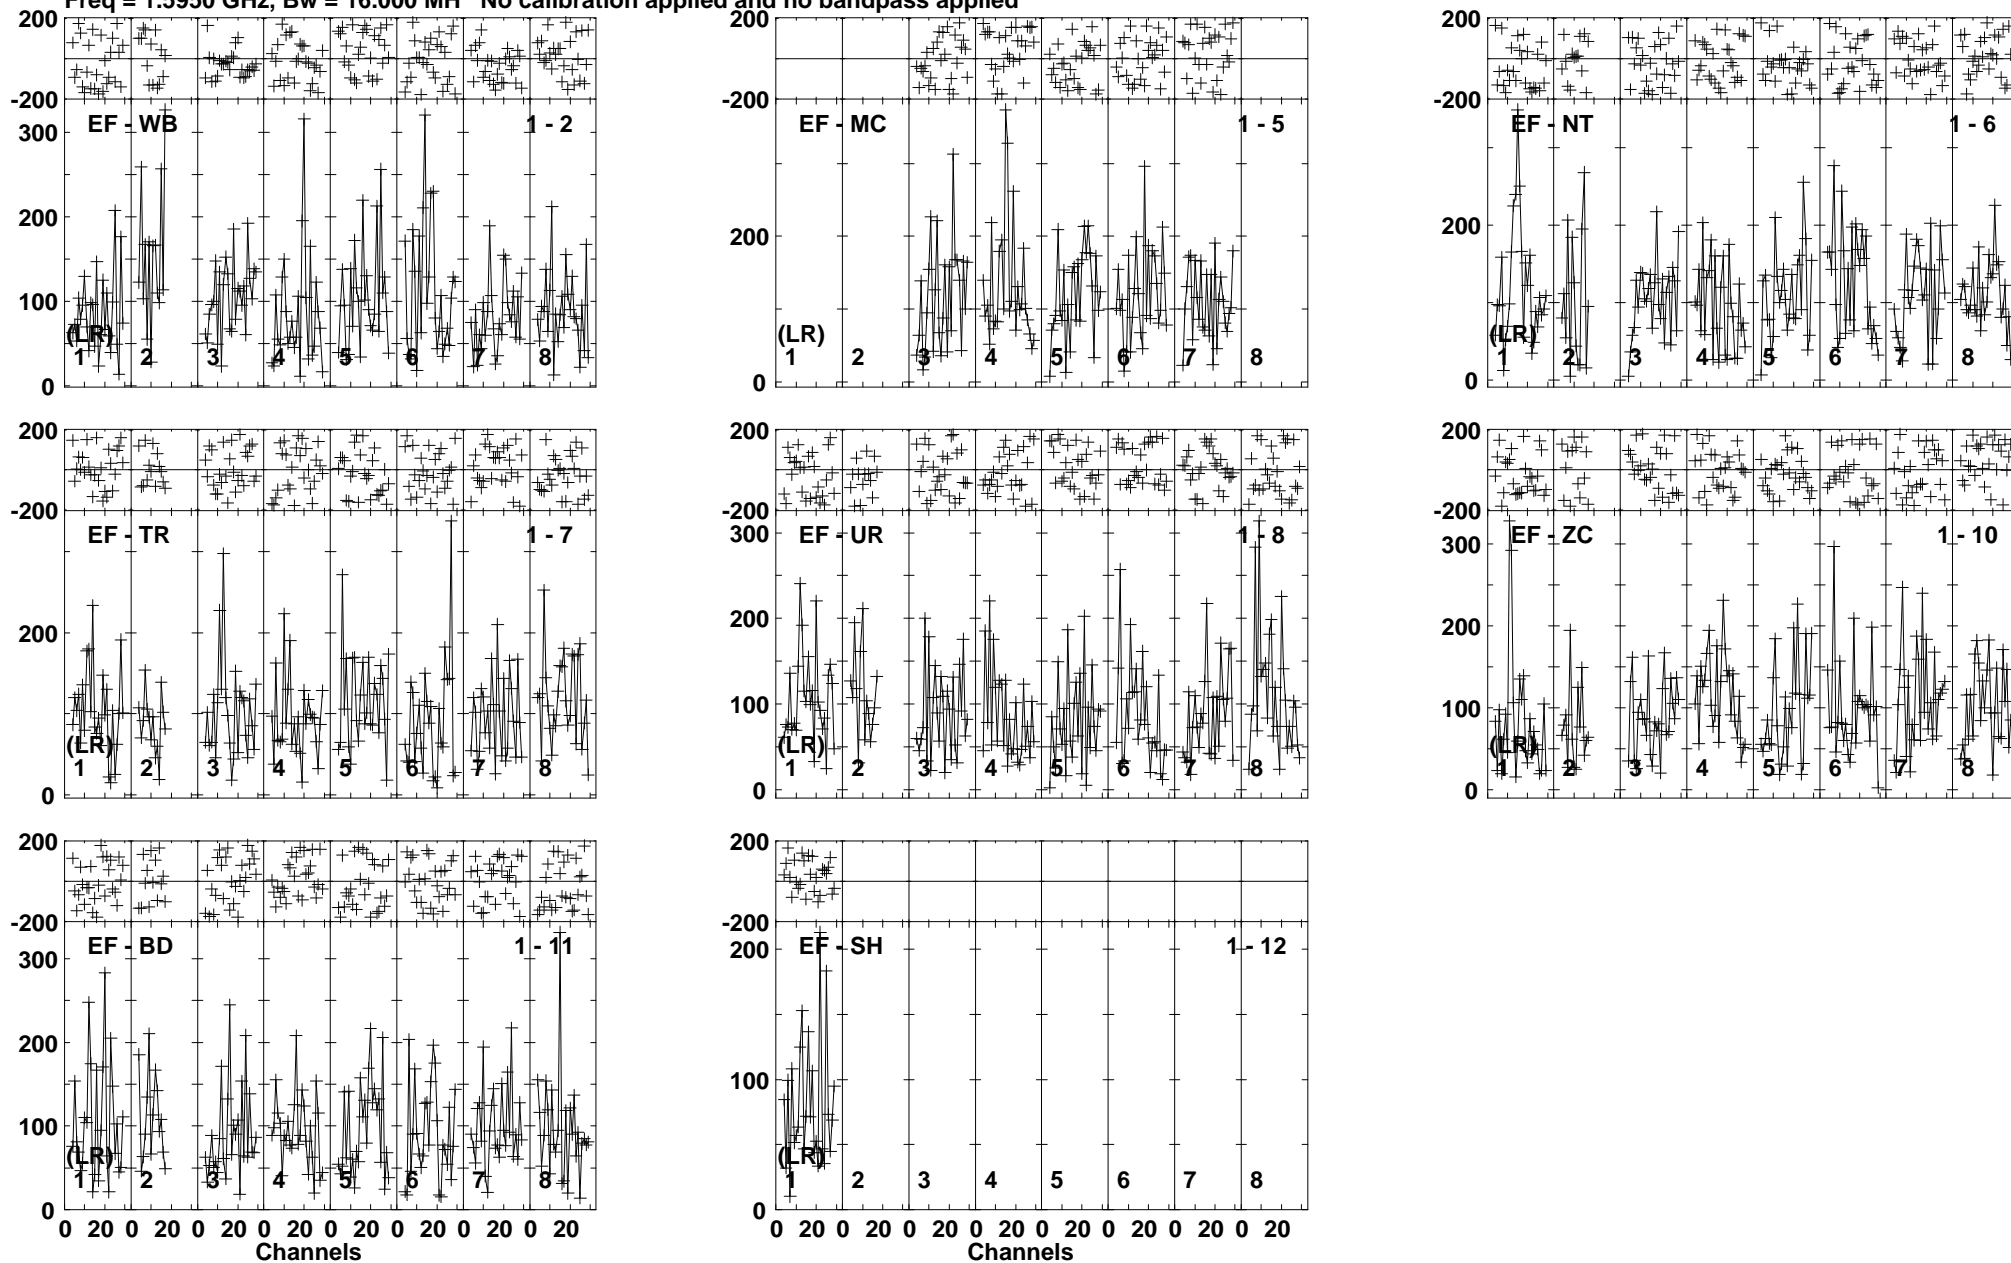 Freq = 1.5950 GHz, Bw = 16.000 MH No calibration applied and no bandpass applied
200 200 200
-200 -200 -200
EF - WB 1 - 2 EF - MC 1 - 5 EF - NT 1 - 6
300
200 200 200
100
(LR) (LR) (LR)
1 2 3 4 5 6 7 8 1 2 3 4 5 6 7 8 1 2 3 4 5 6 7 8
0 0 0
200 200 200
-200 -200 -200
EF - TR 1 - 7 EF - UR 1 - 8 EF - ZC 1 - 10
300 300
200 200 200
100 100
(LR) (LR) (LR)
1 2 3 4 5 6 7 8 1 2 3 4 5 6 7 8 1 2 3 4 5 6 7 8
0 0 0
200 200
-200 -200
EF - BD 1 - 11 EF - SH 1 - 12
300 200
200
100 100
(LR) (LR)
1 2 3 4 5 6 7 8 1 2 3 4 5 6 7 8
0 0
0 20 0 20 0 20 0 20 0 20 0 20 0 20 0 20 0 20 0 20 0 20 0 20 0 20 0 20 0 20 0 20
Channels Channels